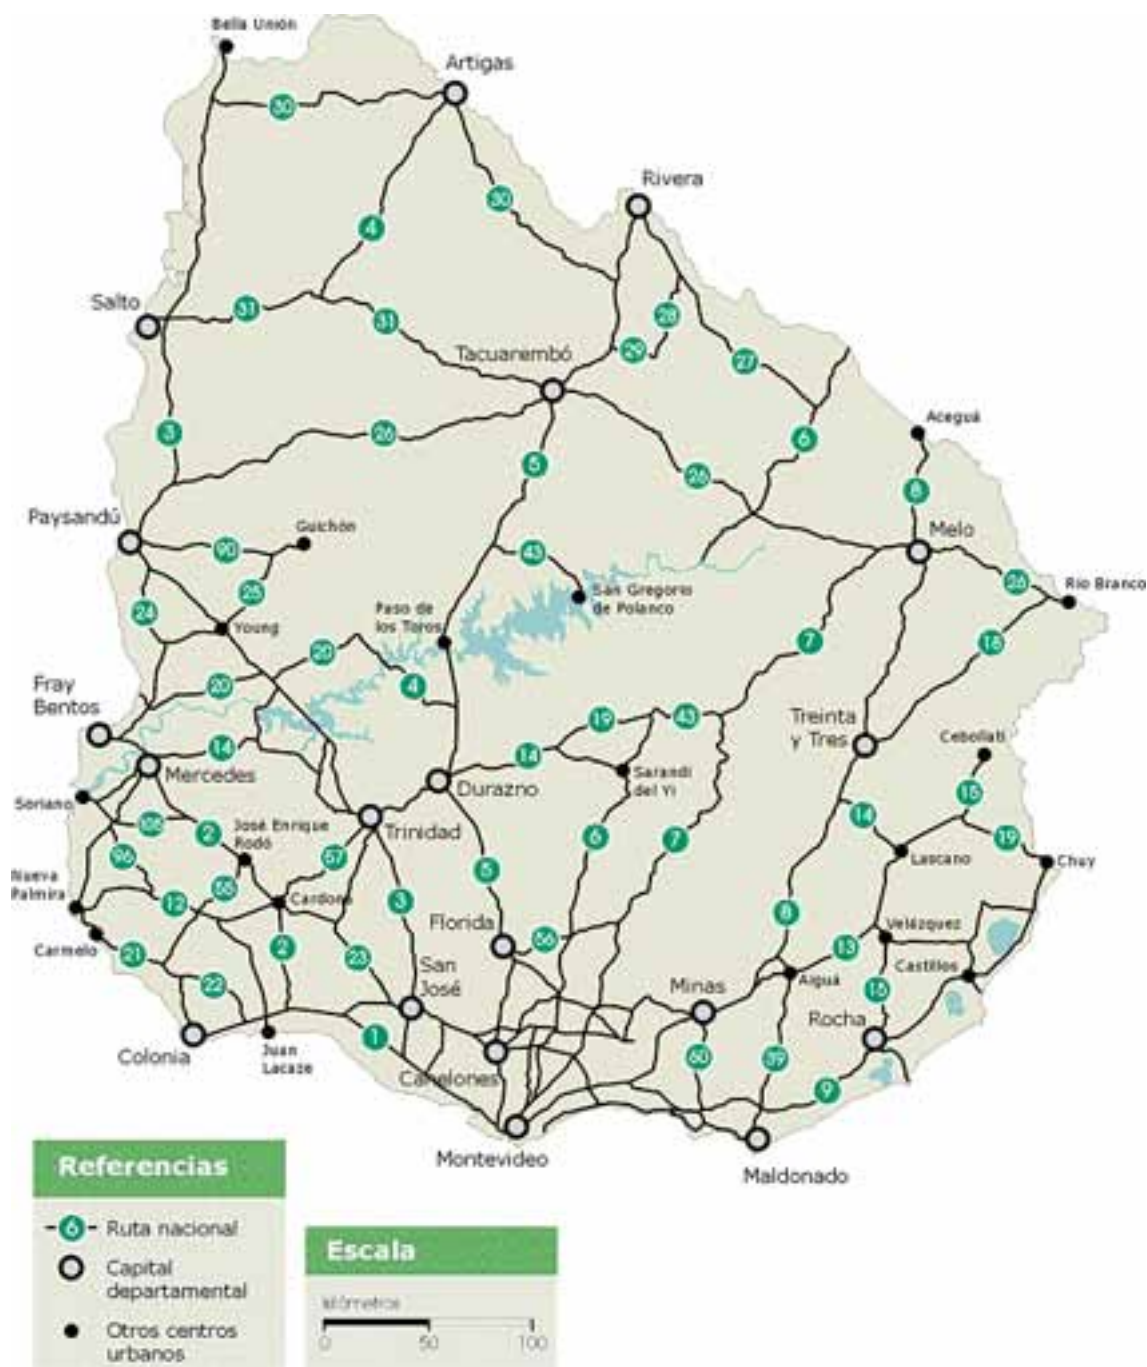 Bella Unión
Artigas
30
Rivera
30
4
Salto
31
31
28
29
Tacuarembó
27
3
26
6
Aceguá
5
26
8
Paysandú
Guichón
Melo
90
43
26
Río Branco
25
24
San Gregorio
de Polanco
Paso de
los Toros
Young
7
18
20
20
4
Fray
Bentos
19
43
Treinta
y Tres
Cebollatí
14
14
Mercedes
Durazno
Sarandí
del Yí
15
Soriano
Trinidad
14
2
José Enrique
Rodó
6
7
19
57
96
Lascano
Chuy
Nueva
Palmira
55
5
12
Cardona
3
Florida
8
Velázquez
Carmelo
21
2
23
56
13
Castillos
San
José
Minas
Aiguá
22
15
Rocha
1
Colonia
Juan
Lacaze
Canelones
60
39
9
Montevideo
Maldonado
Referencias
6
Ruta nacional
Capital
departamental
Otros centros
urbanos
Escala
kilómetros
0
50
100